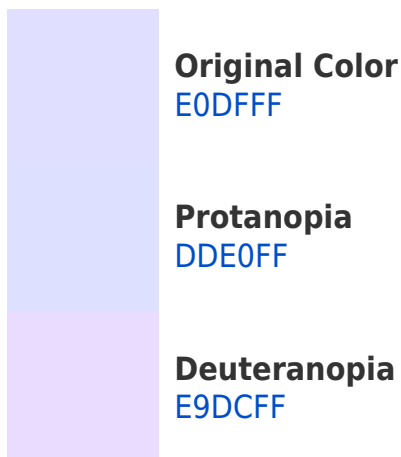 Original Color
E0DFFF
Protanopia
DDE0FF
Deuteranopia
E9DCFF